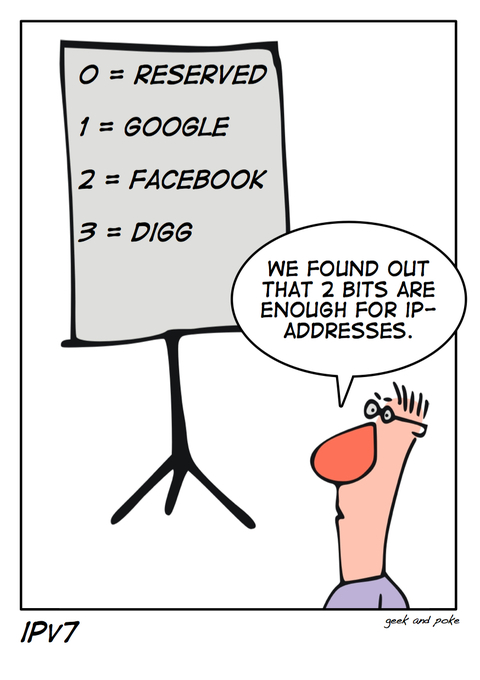 0 = RESERVED
1 = GOOGLE
2 = FACEBOOK
3 = DIGG
WE FOUND OUT
THAT 2 BITS ARE
ENOUGH FOR IP-
ADDRESSES.
geek and poke
IPv7